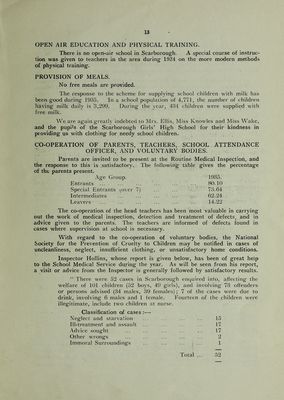 13
OPEN AIR EDUCATION AND PHYSICAL TRAINING.
There is no open-air school in Scarborough. A special course of instruc-
tion was given to teachers in the area during 1924 on the more modern methods
of physical training.
PROVISION OF MEALS.
No free meals are provided.
The response to the scheme for supplying school children with milk has
been good during 1935. In a school population of 4,771, the number of children
having milk daily is 3,299. During the year, 404 children were supplied with
free milk.
We are again greatly indebted to Mrs. Ellis, Miss Knowles and Miss Wake,
and the pupils of the Scarborough Girls' High School for their kindness in
providing us with clothing for needy school children.
CO-OPERATION OF PARENTS, TEACHERS, SCHOOL ATTENDANCE
OFFICER, AND VOLUNTARY BODIES.
Parents are invited to be present at the Routine Medical Inspection, and
the response to this is satisfactory. The following table gives the percentage
of the parents present.
Age Group. 1935.
Entrants ... 80.10
Special Entrants (over 7) 73.64
Intermediates ... 62.24
Leavers ... 14.22
The co-operation of the head teachers has been most valuable in carrying
out the work of medical inspection, detection and treatment of defects and in
advice given to the parents. The teachers are informed of defects found in
cases where supervision at school is necessary.
With regard to the co-operation of voluntary bodies, the National
Society for the Prevention of Cruelty to Children may be notified in cases of
uncleanliness, neglect, insufficient clothing, or unsatisfactory home conditions.
Inspector Hollins, whose report is given below, has been of great help
to the School Medical Service during the year. As will be seen from his report,
a visit or advice from the Inspector is generally followed by satisfactory results.
" There were 52 cases in Scarborough enquired into, affecting the
welfare of 101 children (52 boys, 49 girls), and involving 73 offenders
or persons advised (34 males, 39 females); 7 of the cases were due to
drink, involving 6 males and 1 female. Fourteen of the children were
illegitimate, include two children at nurse.
Classification of cases :—
Neglect and starvation ... 15
Ill-treatment and assault ... 17
Advice sought ... 17
Other wrongs ... 2
Immoral Surroundings ... 1
Total ... 52